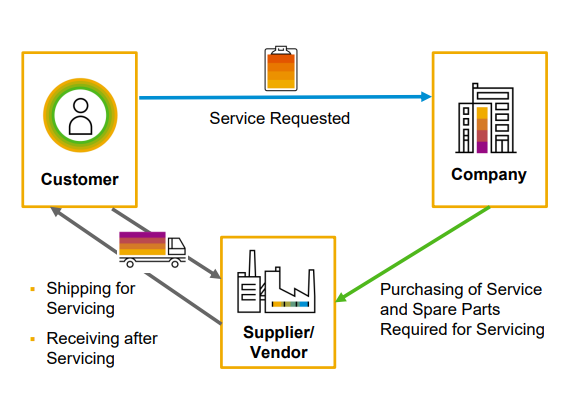 Service Requested
Customer
Company
Shipping for
Servicing
Receiving after
Servicing
Supplier/
Vendor
Purchasing of Service
and Spare Parts
Required for Servicing